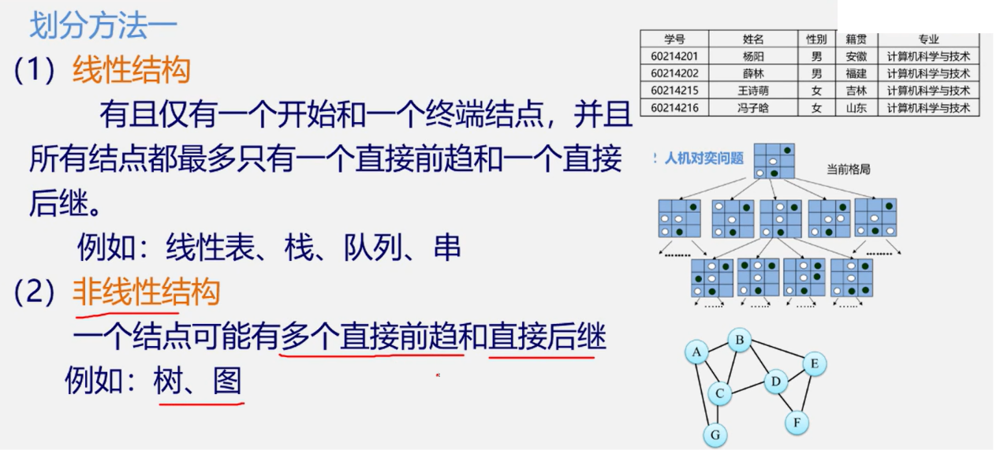 划分方法一
（1）线性结构
有且仅有一个开始和一个终端结点，并且
所有结点都最多只有一个直接前趋和一个直接
后继。
例如：线性表、栈、队列、串
（2）非线性结构
一个结点可能有多个直接前趋和直接后继
例如：树、图
学号 姓名 性别 籍贯 专业
60214201 杨阳 男 安徽 计算机科学与技术
60214202 薛林 男 福建 计算机科学与技术
60214215 王诗萌 女 吉林 计算机科学与技术
60214216 冯子晗 女 山东 计算机科学与技术
人机对弈问题
当前格局
········ ········
······ ······ ······ ······
A
B
E
C
D
G
F